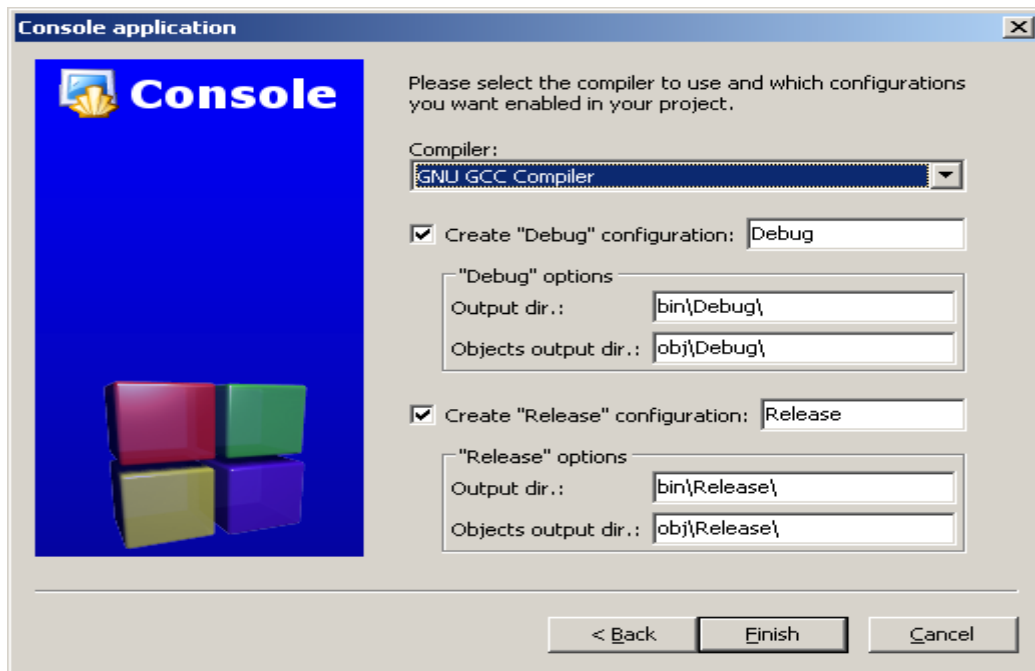 Console application
Console
Please select the compiler to use and which configurations
you want enabled in your project.
Compiler:
GNU GCC Compiler
Create "Debug" configuration: Debug
"Debug" options
Output dir.: bin\Debug\
Objects output dir.: obj\Debug\
Create "Release" configuration: Release
"Release" options
Output dir.: bin\Release\
Objects output dir.: obj\Release\
< Back Finish Cancel